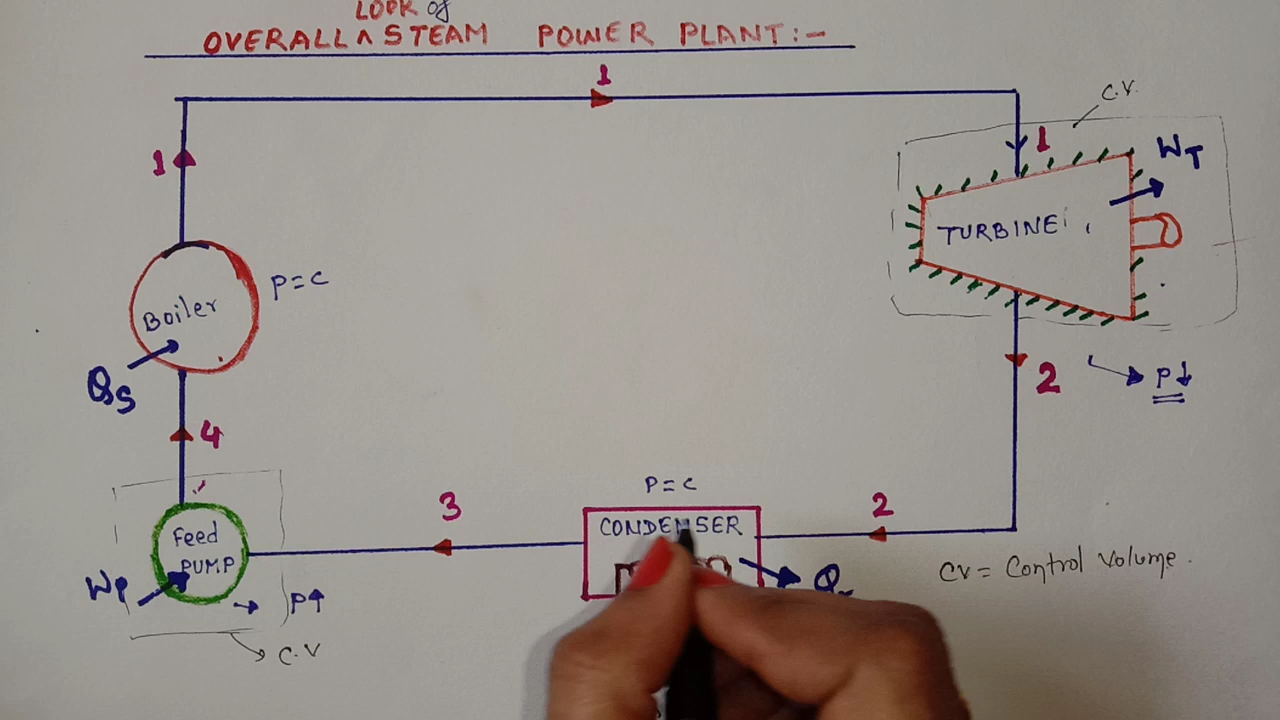 LOOK of
OVERALL ∧ STEAM POWER PLANT:-
1
C.V.
1
1
WT
TURBINE
Boiler
P=C
QS
2
P↓
4
P=C
3
2
CONDENSER
Feed
PUMP
WP
P↑
CV = Control Volume.
C.V